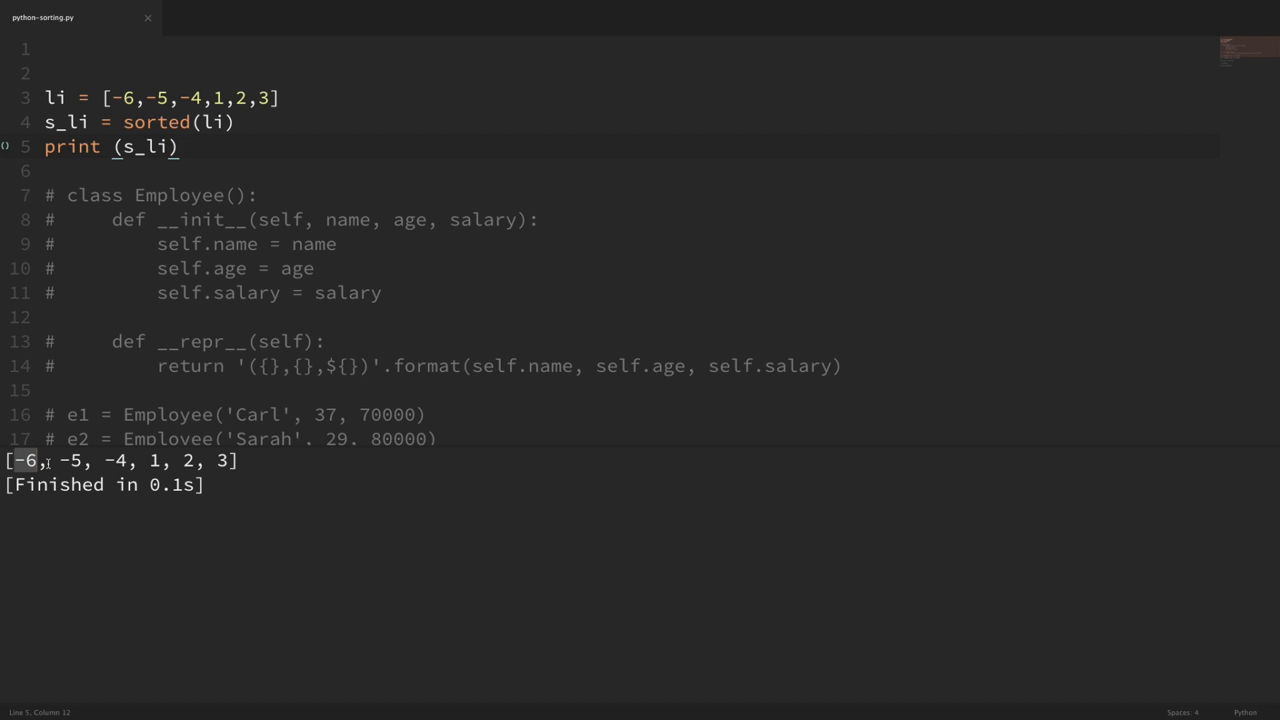 python-sorting.py ×
1
2
3 li = [-6,-5,-4,1,2,3]
4 s_li = sorted(li)
() 5 print (s_li)
6
7 # class Employee():
8 #     def __init__(self, name, age, salary):
9 #         self.name = name
10 #         self.age = age
11 #         self.salary = salary
12
13 #     def __repr__(self):
14 #         return '({},{},${})'.format(self.name, self.age, self.salary)
15
16 # e1 = Employee('Carl', 37, 70000)
17 # e2 = Employee('Sarah', 29, 80000)
[-6, -5, -4, 1, 2, 3]
[Finished in 0.1s]
Line 5, Column 12 Spaces: 4 Python